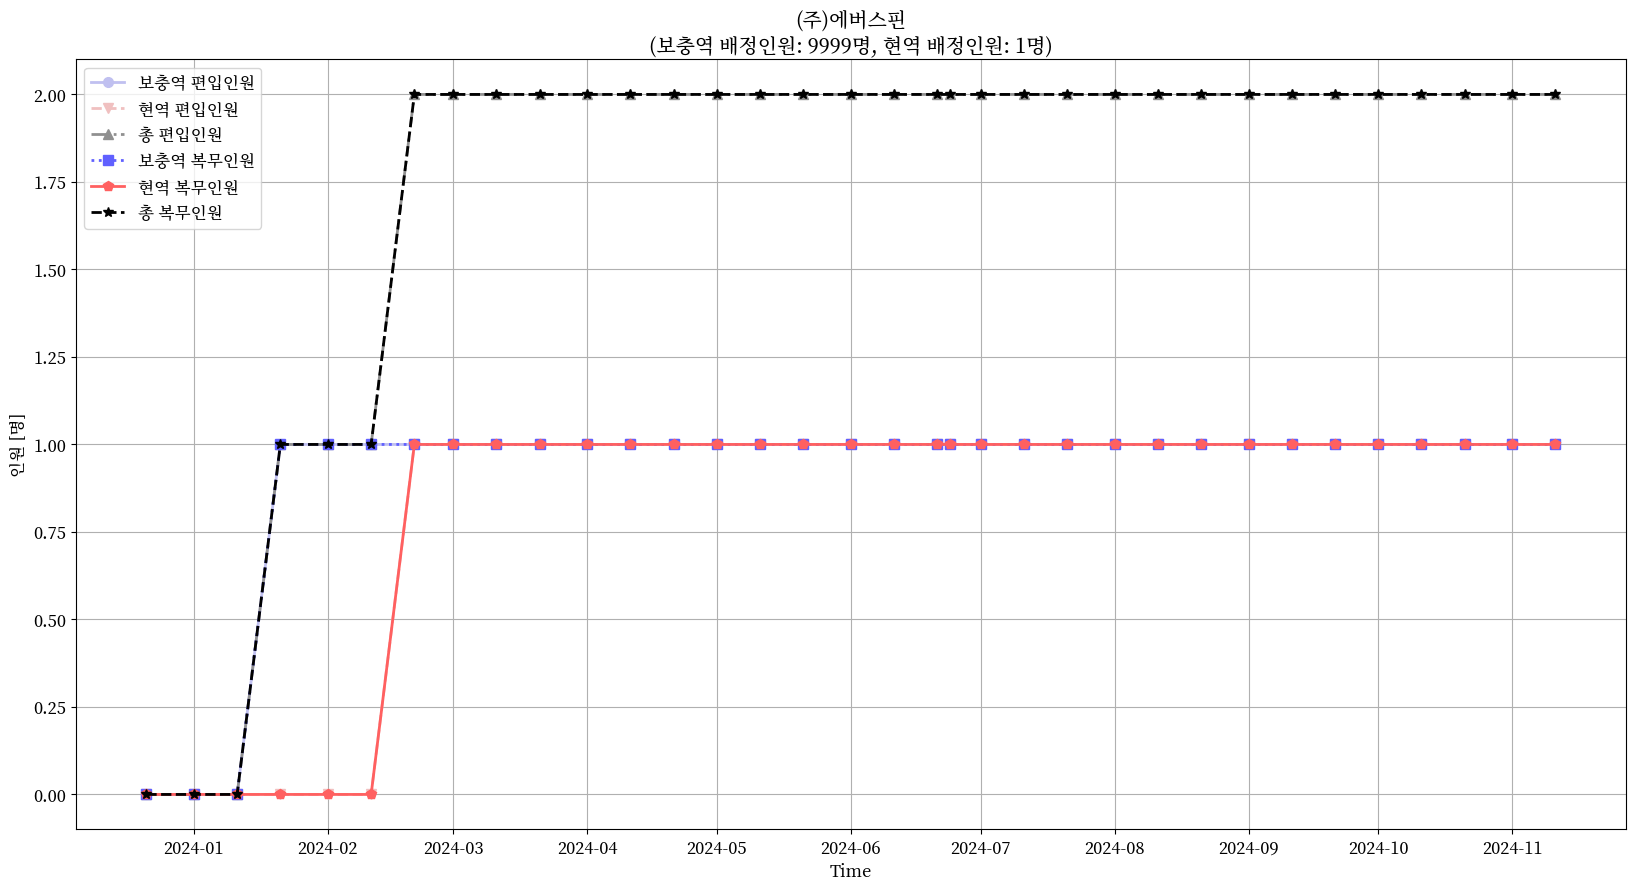 (주)에버스핀
(보충역 배정인원: 9999명, 현역 배정인원: 1명)
보충역 편입인원
현역 편입인원
총 편입인원
보충역 복무인원
현역 복무인원
총 복무인원
인원 [명]
2.00
1.75
1.50
1.25
1.00
0.75
0.50
0.25
0.00
2024-01 2024-02 2024-03 2024-04 2024-05 2024-06 2024-07 2024-08 2024-09 2024-10 2024-11
Time